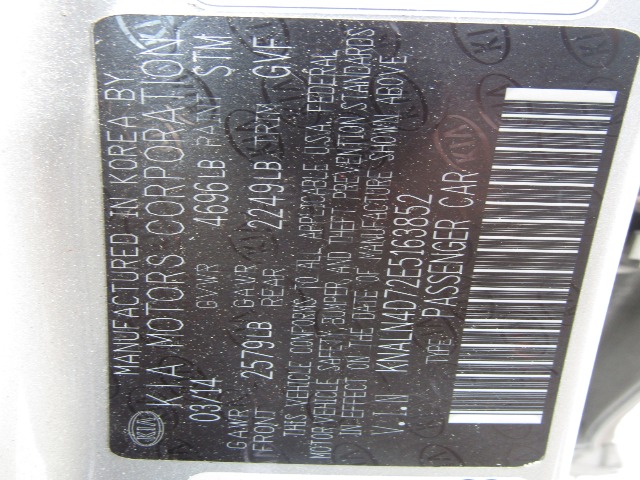 KIA
MANUFACTURED IN KOREA BY
KIA MOTORS CORPORATION
03/14 GVWR 4696LB PAINT STM
GAWR FRONT 2579LB GAWR REAR 2249LB TRIM GVF
THIS VEHICLE CONFORMS TO ALL APPLICABLE U.S.A. FEDERAL
MOTOR VEHICLE SAFETY, BUMPER, AND THEFT PREVENTION STANDARDS
IN EFFECT ON THE DATE OF MANUFACTURE SHOWN ABOVE
V.I.N KNALN4D72E5163852
TYPE: PASSENGER CAR